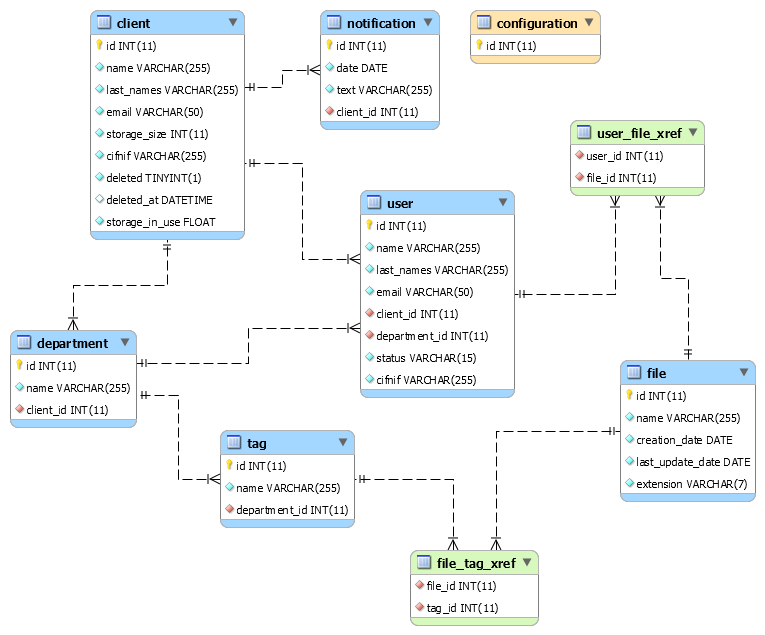 client
id INT(11)
name VARCHAR(255)
last_names VARCHAR(255)
email VARCHAR(50)
storage_size INT(11)
cifnif VARCHAR(255)
deleted TINYINT(1)
deleted_at DATETIME
storage_in_use FLOAT
notification
id INT(11)
date DATE
text VARCHAR(255)
client_id INT(11)
configuration
id INT(11)
user_file_xref
user_id INT(11)
file_id INT(11)
user
id INT(11)
name VARCHAR(255)
last_names VARCHAR(255)
email VARCHAR(50)
client_id INT(11)
department_id INT(11)
status VARCHAR(15)
cifnif VARCHAR(255)
department
id INT(11)
name VARCHAR(255)
client_id INT(11)
file
id INT(11)
name VARCHAR(255)
creation_date DATE
last_update_date DATE
extension VARCHAR(7)
tag
id INT(11)
name VARCHAR(255)
department_id INT(11)
file_tag_xref
file_id INT(11)
tag_id INT(11)